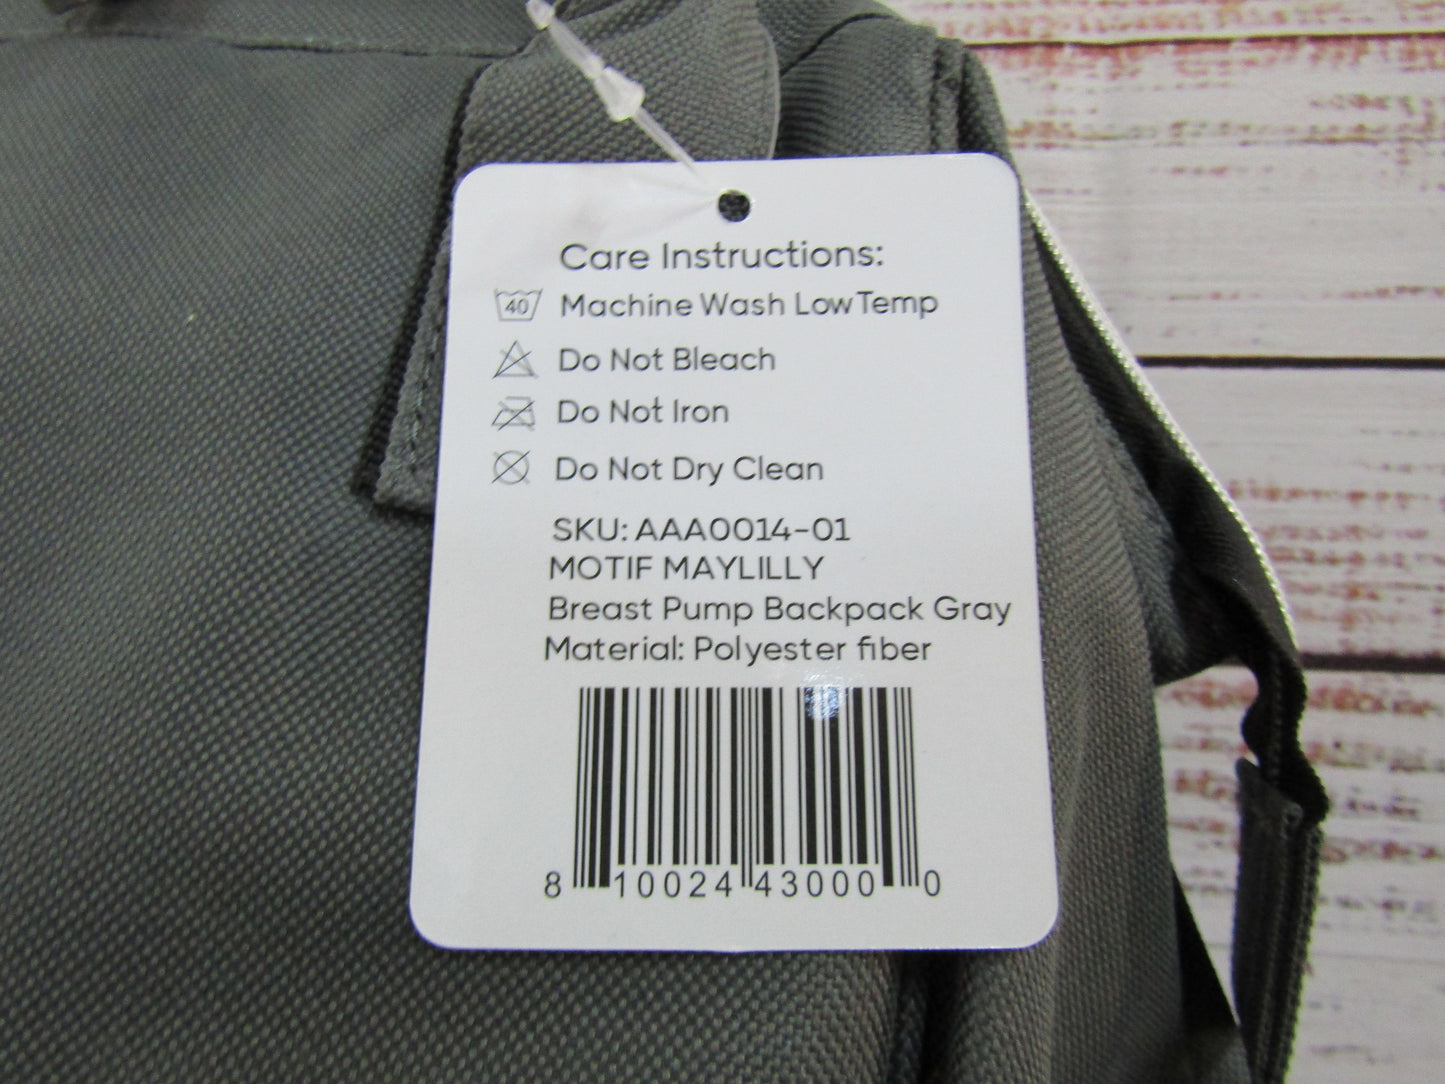 Care Instructions:
40 Machine Wash Low Temp
Do Not Bleach
Do Not Iron
Do Not Dry Clean
SKU: AAA0014-01
MOTIF MAYLILLY
Breast Pump Backpack Gray
Material: Polyester fiber
8 10024 43000 0